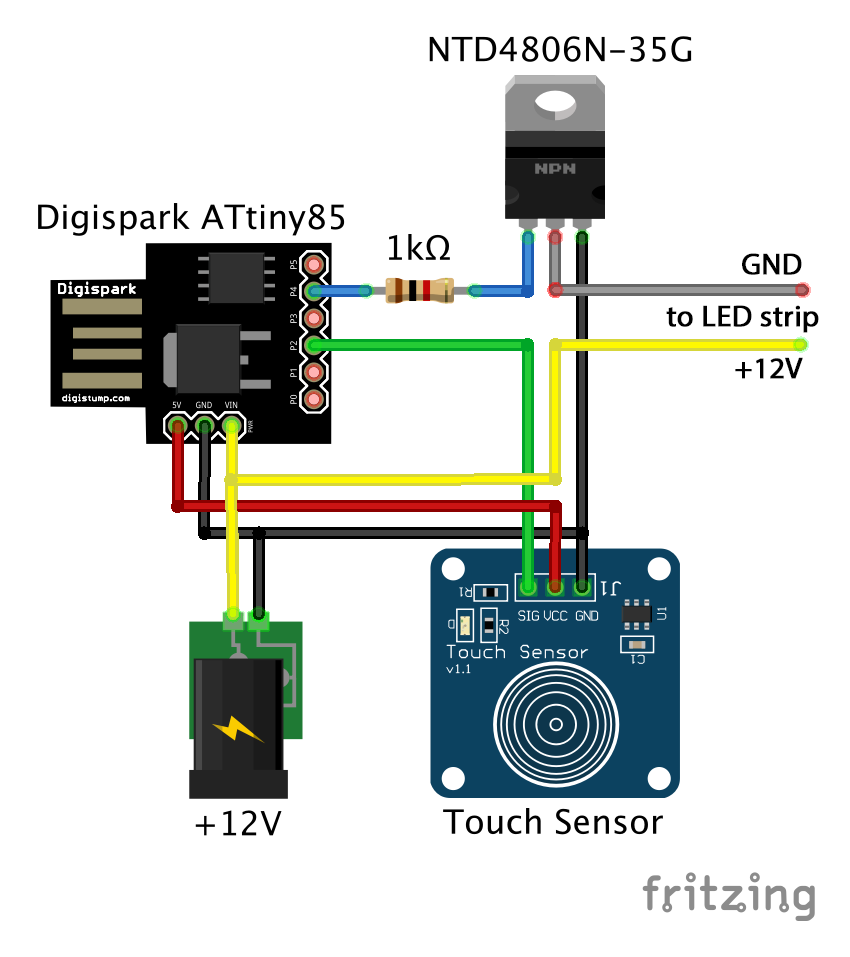 NTD4806N-35G
NPN
Digispark ATtiny85
1kΩ
Digispark
digistump.com
P5
P4
P3
P2
P1
P0
5V GND VIN
PWR
GND
to LED strip
+12V
J1
R1
SIG VCC GND
D
R2
U1
C1
Touch Sensor
v1.1
+12V
Touch Sensor
fritzing